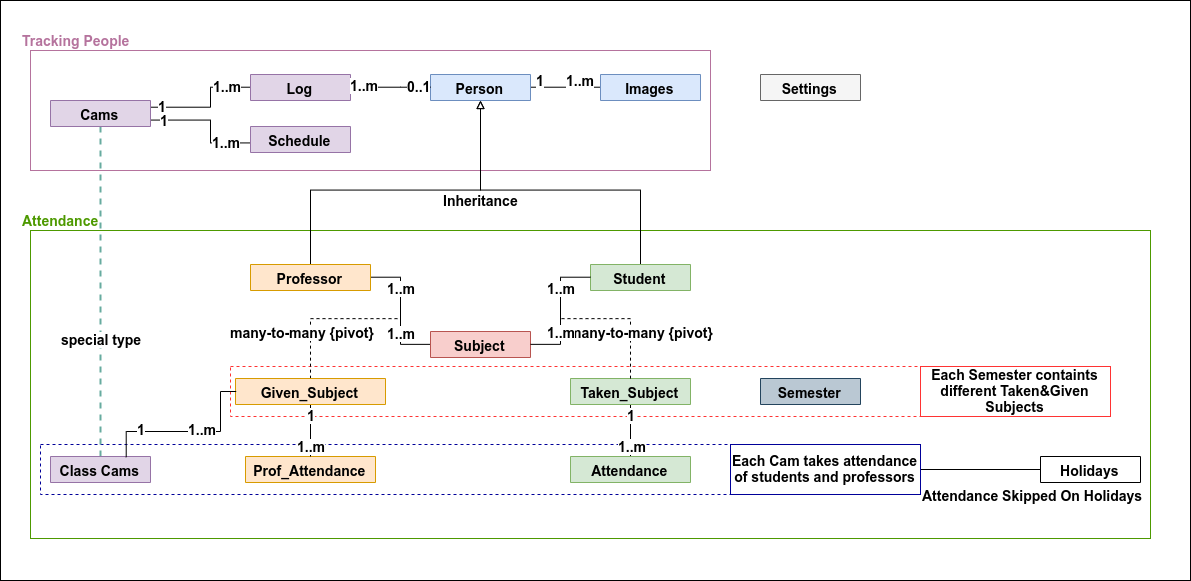 Tracking People
Cams
1
1
1..m
1..m
Log
Schedule
1..m
0..1
Person
1
1..m
Images
Settings
Inheritance
Attendance
special type
Professor
1..m
Student
1..m
many-to-many {pivot}
1..m
Subject
1..m
many-to-many {pivot}
Given_Subject
Taken_Subject
Semester
Each Semester containts
different Taken&Given
Subjects
1
1..m
1
1..m
1
1..m
Class Cams
Prof_Attendance
Attendance
Each Cam takes attendance
of students and professors
Holidays
Attendance Skipped On Holidays